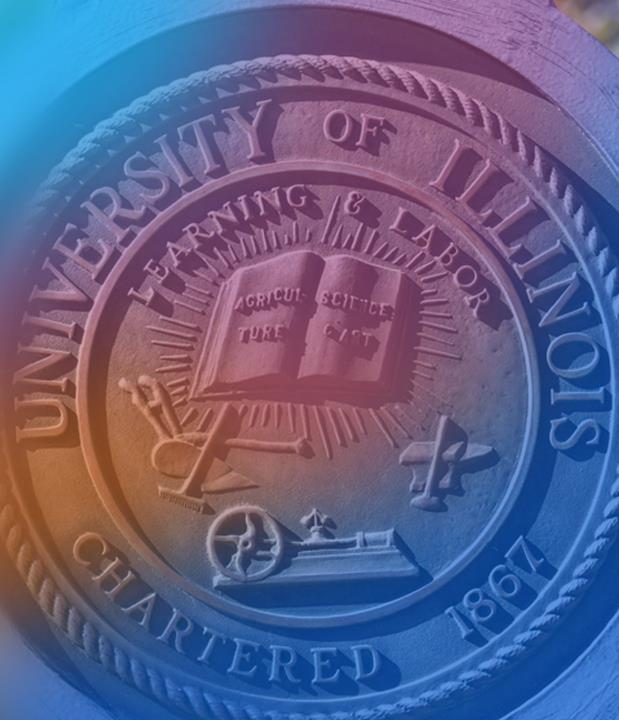 UNIVERSITY OF ILLINOIS
LEARNING & LABOR
AGRICUL-
TURE
SCIENCE
& ART
CHARTERED 1867